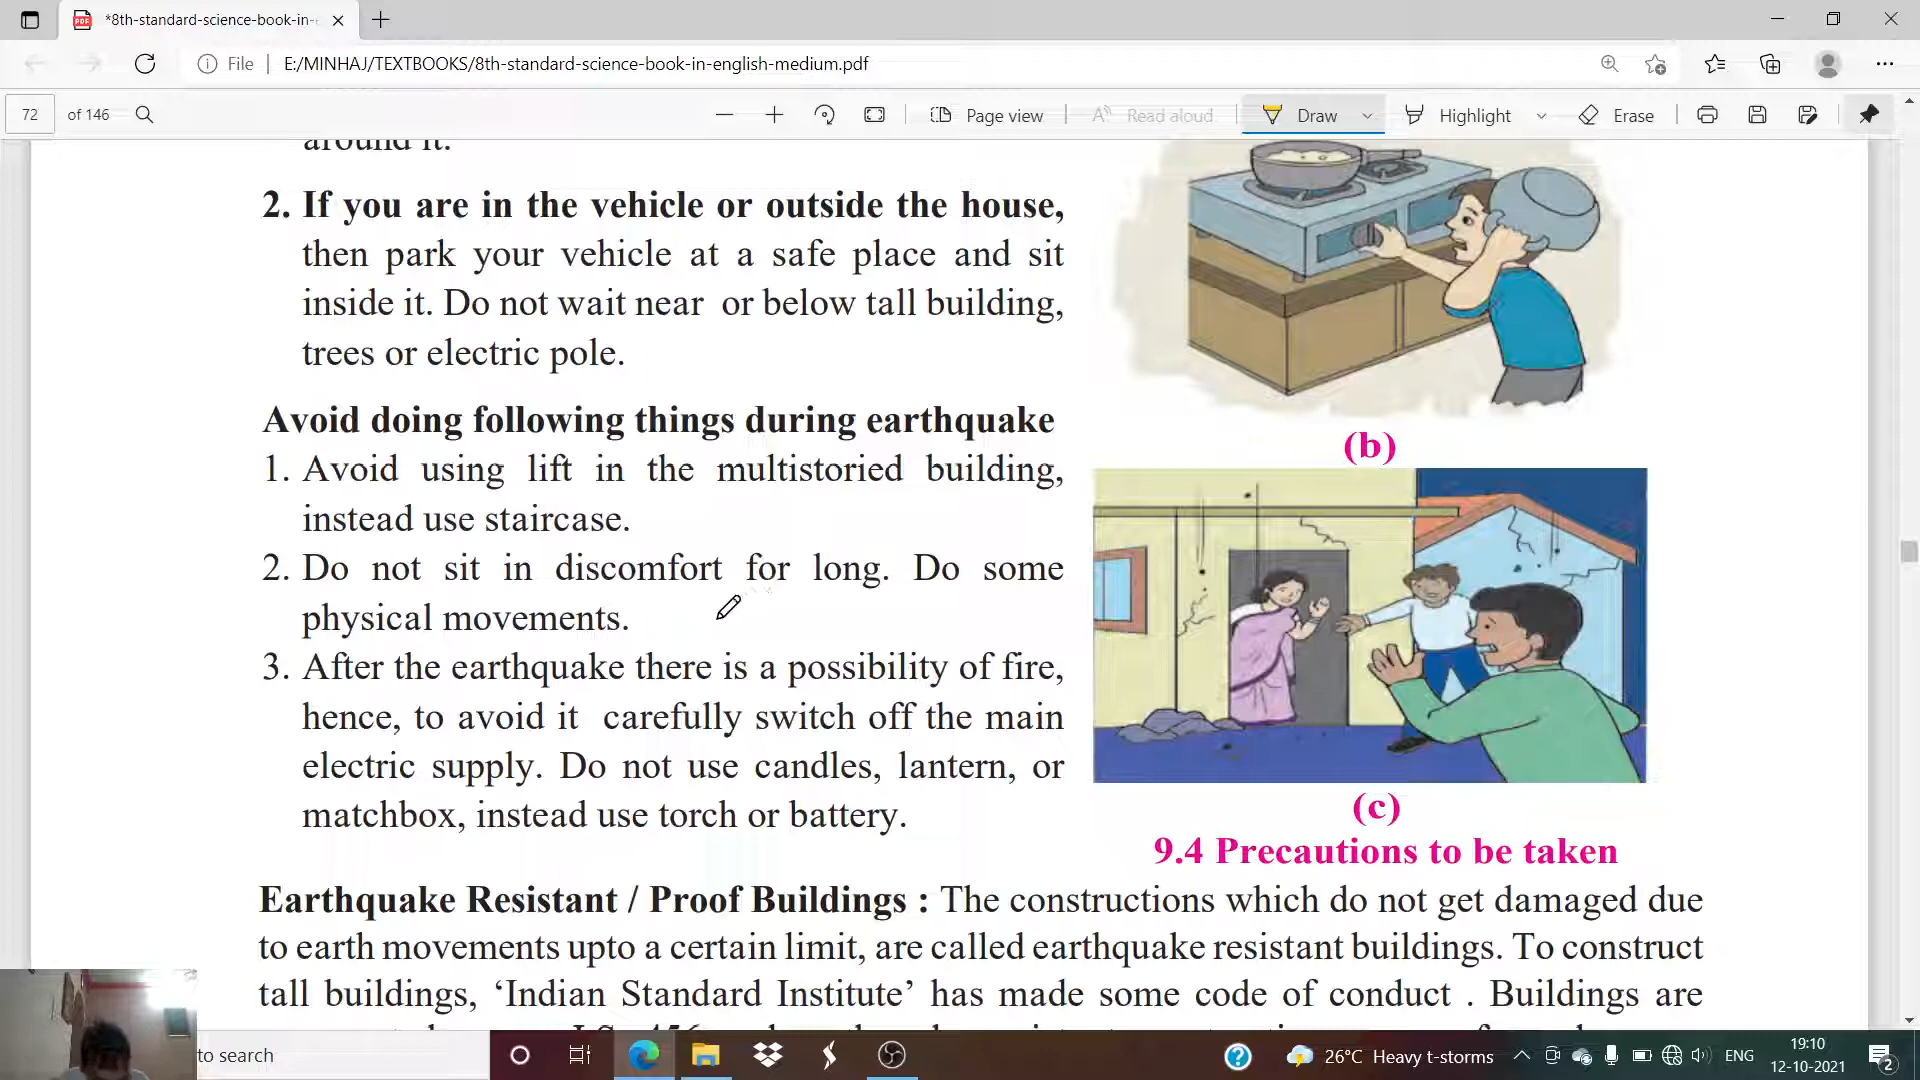 *8th-standard-science-book-in-
File
E:/MINHAJ/TEXTBOOKS/8th-standard-science-book-in-english-medium.pdf
72 of 146
Page view
Read aloud
Draw
Highlight
Erase
around it.
2. If you are in the vehicle or outside the house,
then park your vehicle at a safe place and sit
inside it. Do not wait near or below tall building,
trees or electric pole.
Avoid doing following things during earthquake
1. Avoid using lift in the multistoried building,
instead use staircase.
2. Do not sit in discomfort for long. Do some
physical movements.
3. After the earthquake there is a possibility of fire,
hence, to avoid it carefully switch off the main
electric supply. Do not use candles, lantern, or
matchbox, instead use torch or battery.
(b)
(c)
9.4 Precautions to be taken
Earthquake Resistant / Proof Buildings : The constructions which do not get damaged due
to earth movements upto a certain limit, are called earthquake resistant buildings. To construct
tall buildings, ‘Indian Standard Institute’ has made some code of conduct . Buildings are
to search
26°C Heavy t-storms
ENG
19:10
12-10-2021
2